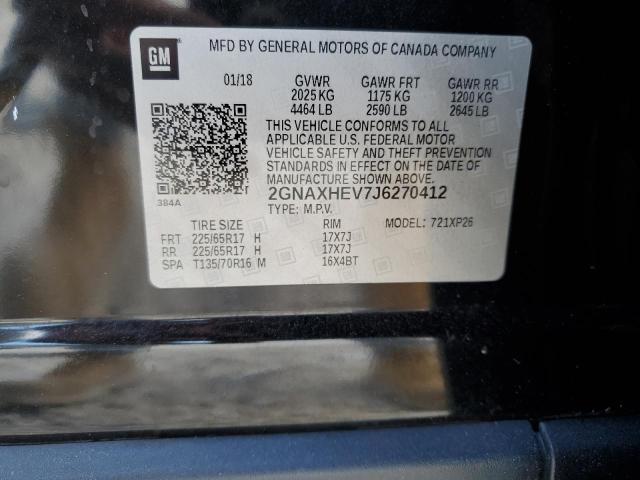 GM
MFD BY GENERAL MOTORS OF CANADA COMPANY
01/18 GVWR GAWR FRT GAWR RR
2025 KG 1175 KG 1200 KG
4464 LB 2590 LB 2645 LB
THIS VEHICLE CONFORMS TO ALL
APPLICABLE U.S. FEDERAL MOTOR
VEHICLE SAFETY AND THEFT PREVENTION
STANDARDS IN EFFECT ON THE DATE OF
MANUFACTURE SHOWN ABOVE.
384A
2GNAXHEV7J6270412
TYPE: M.P.V.
TIRE SIZE RIM MODEL: 721XP26
FRT 225/65R17 H 17X7J
RR 225/65R17 H 17X7J
SPA T135/70R16 M 16X4BT